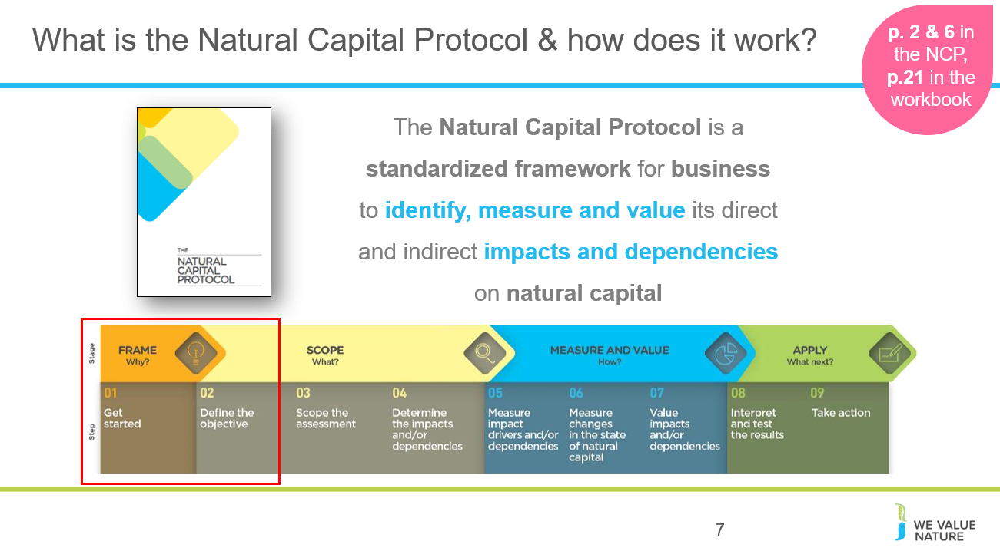 What is the Natural Capital Protocol & how does it work?
p. 2 & 6 in
the NCP,
p.21 in the
workbook
The Natural Capital Protocol is a
standardized framework for business
to identify, measure and value its direct
and indirect impacts and dependencies
on natural capital
THE
NATURAL
CAPITAL
PROTOCOL
Stage
FRAME
Why?
SCOPE
What?
MEASURE AND VALUE
How?
APPLY
What next?
Step
01
Get
started
02
Define the
objective
03
Scope the
assessment
04
Determine
the impacts
and/or
dependencies
05
Measure
impact
drivers and/or
dependencies
06
Measure
changes
in the state
of natural
capital
07
Value
impacts
and/or
dependencies
08
Interpret
and test
the results
09
Take action
7
WE VALUE
NATURE